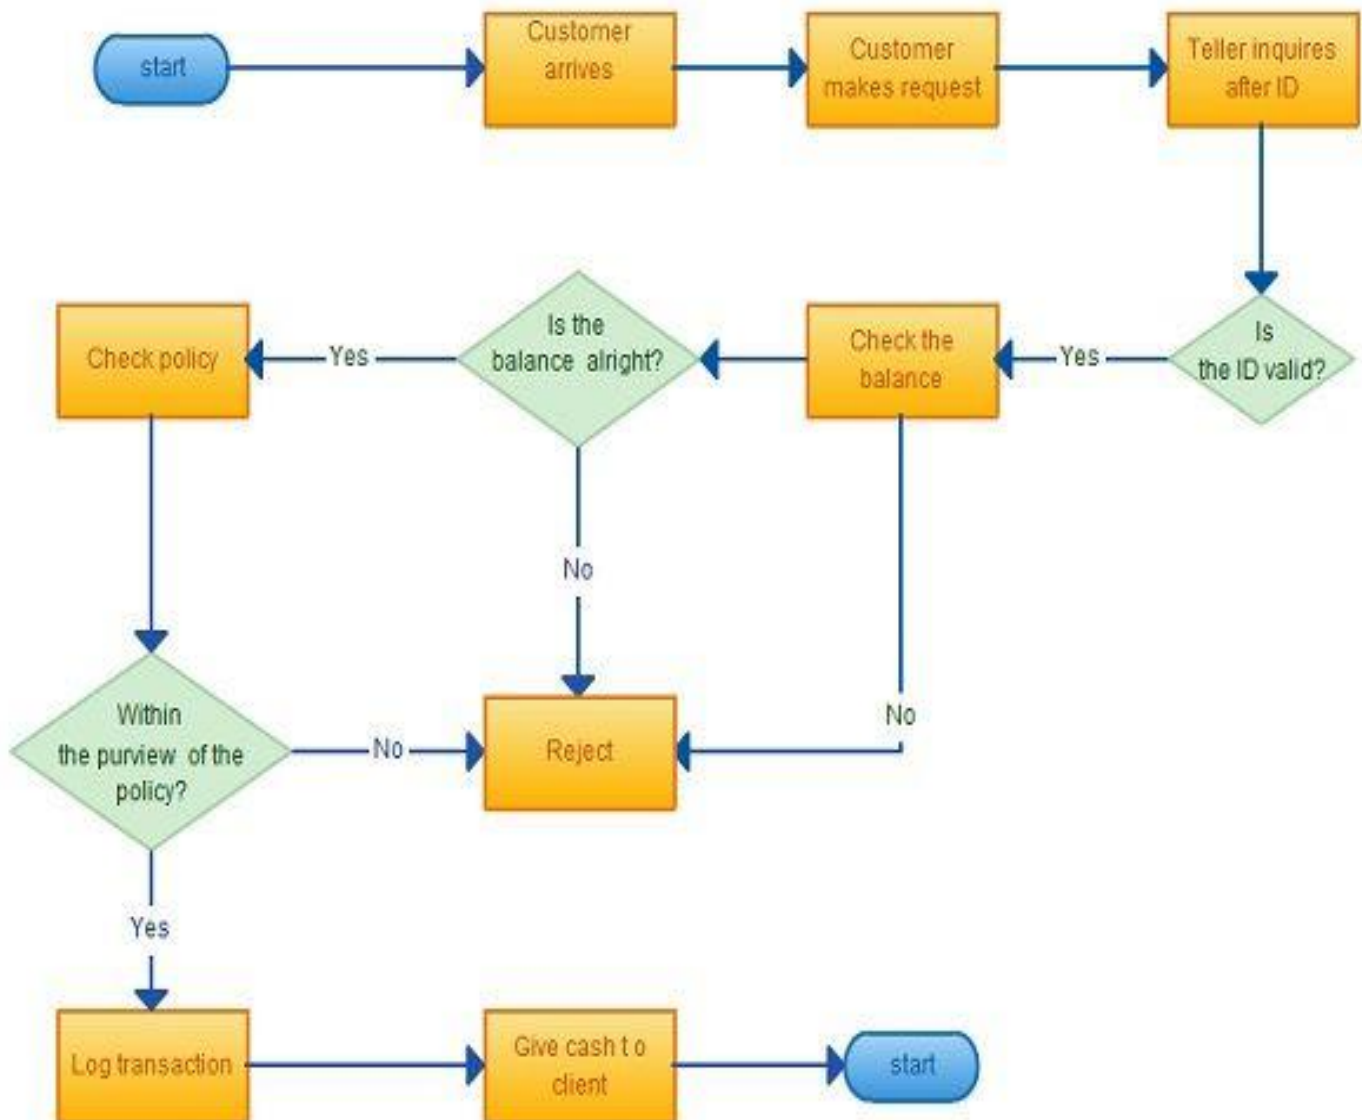 start
Customer
arrives
Customer
makes request
Teller inquires
after ID
Is
the ID valid?
Yes
Check the
balance
Is the
balance alright?
Yes
Check policy
No
No
Within
the purview of the
policy?
No
Reject
Yes
Log transaction
Give cash t o
client
start